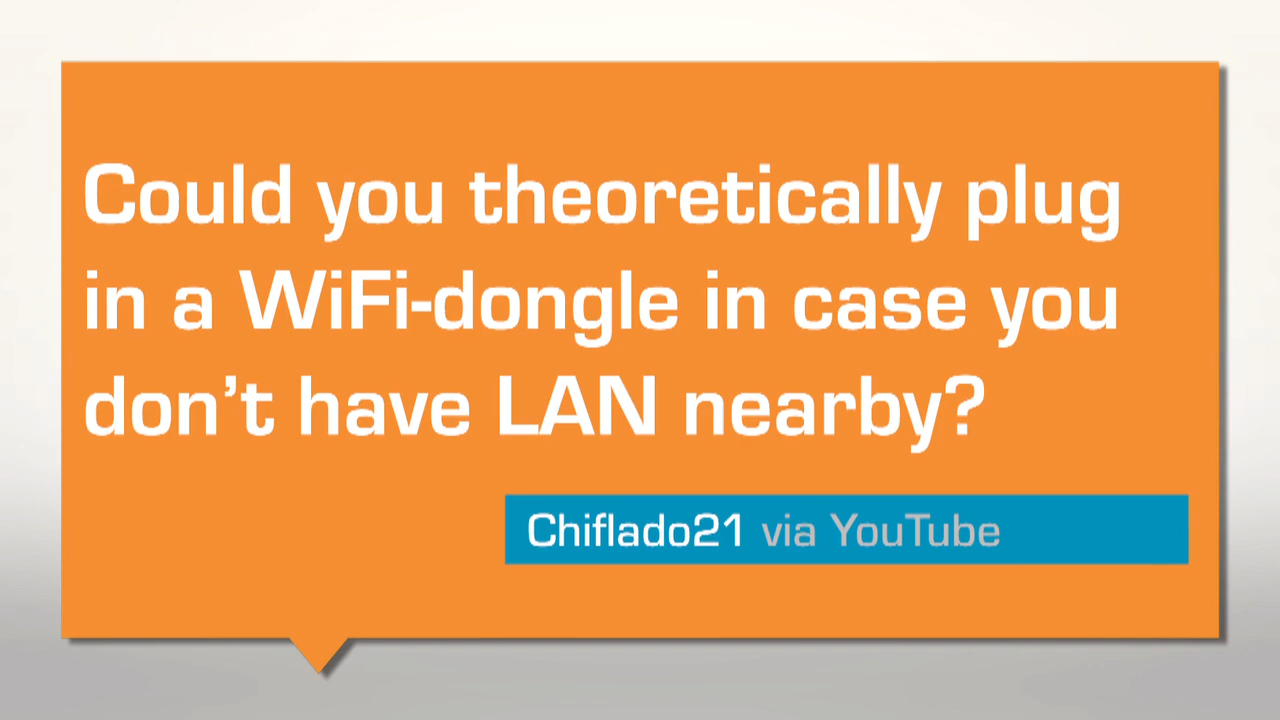 Could you theoretically plug
in a WiFi-dongle in case you
don’t have LAN nearby?
Chiflado21 via YouTube